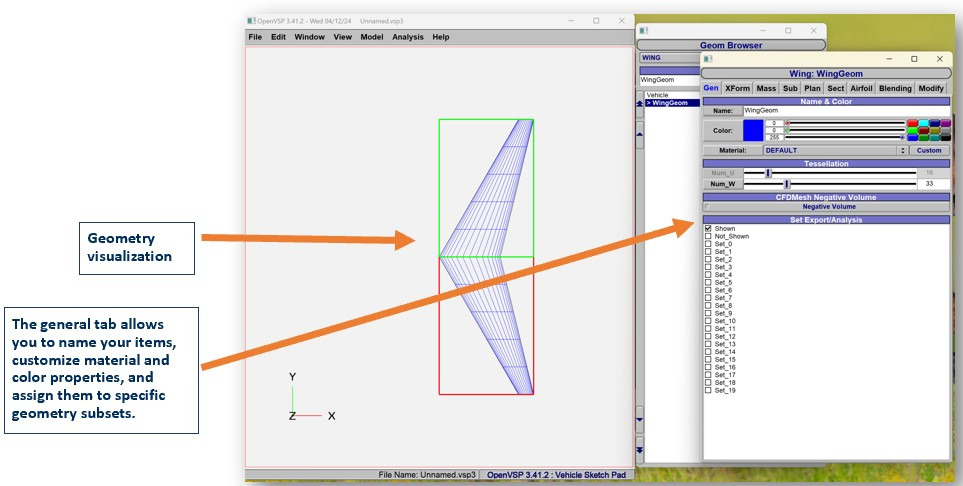 OpenVSP 3.41.2 - Wed 04/12/24 Unnamed.vsp3
File Edit Window View Model Analysis Help
Geom Browser
WING
WingGeom
Vehicle
> WingGeom
Wing: WingGeom
Gen XForm Mass Sub Plan Sect Airfoil Blending Modify
Name & Color
Name: WingGeom
Color:
0
0
255
Material: DEFAULT Custom
Tessellation
Num_U 16
Num_W 33
CFDMesh Negative Volume
Negative Volume
Set Export/Analysis
Shown
Not_Shown
Set_0
Set_1
Set_2
Set_3
Set_4
Set_5
Set_6
Set_7
Set_8
Set_9
Set_10
Set_11
Set_12
Set_13
Set_14
Set_15
Set_16
Set_17
Set_18
Set_19
Geometry
visualization
The general tab allows
you to name your items,
customize material and
color properties, and
assign them to specific
geometry subsets.
Y
Z X
File Name: Unnamed.vsp3 OpenVSP 3.41.2 : Vehicle Sketch Pad